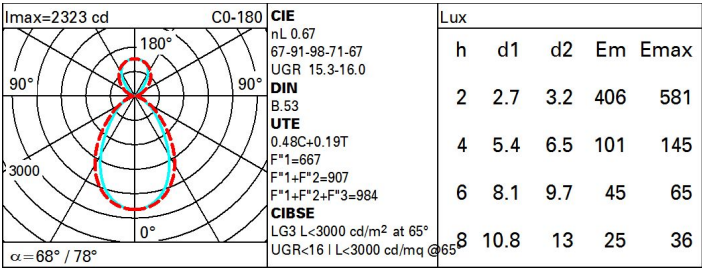 Imax=2323 cd C0-180
180°
90° 90°
3000
0°
α=68° / 78°
CIE
nL 0.67
67-91-98-71-67
UGR 15.3-16.0
DIN
B.53
UTE
0.48C+0.19T
F"1=667
F"1+F"2=907
F"1+F"2+F"3=984
CIBSE
LG3 L<3000 cd/m² at 65°
UGR<16 | L<3000 cd/mq @65°
Lux
h d1 d2 Em Emax
2 2.7 3.2 406 581
4 5.4 6.5 101 145
6 8.1 9.7 45 65
8 10.8 13 25 36